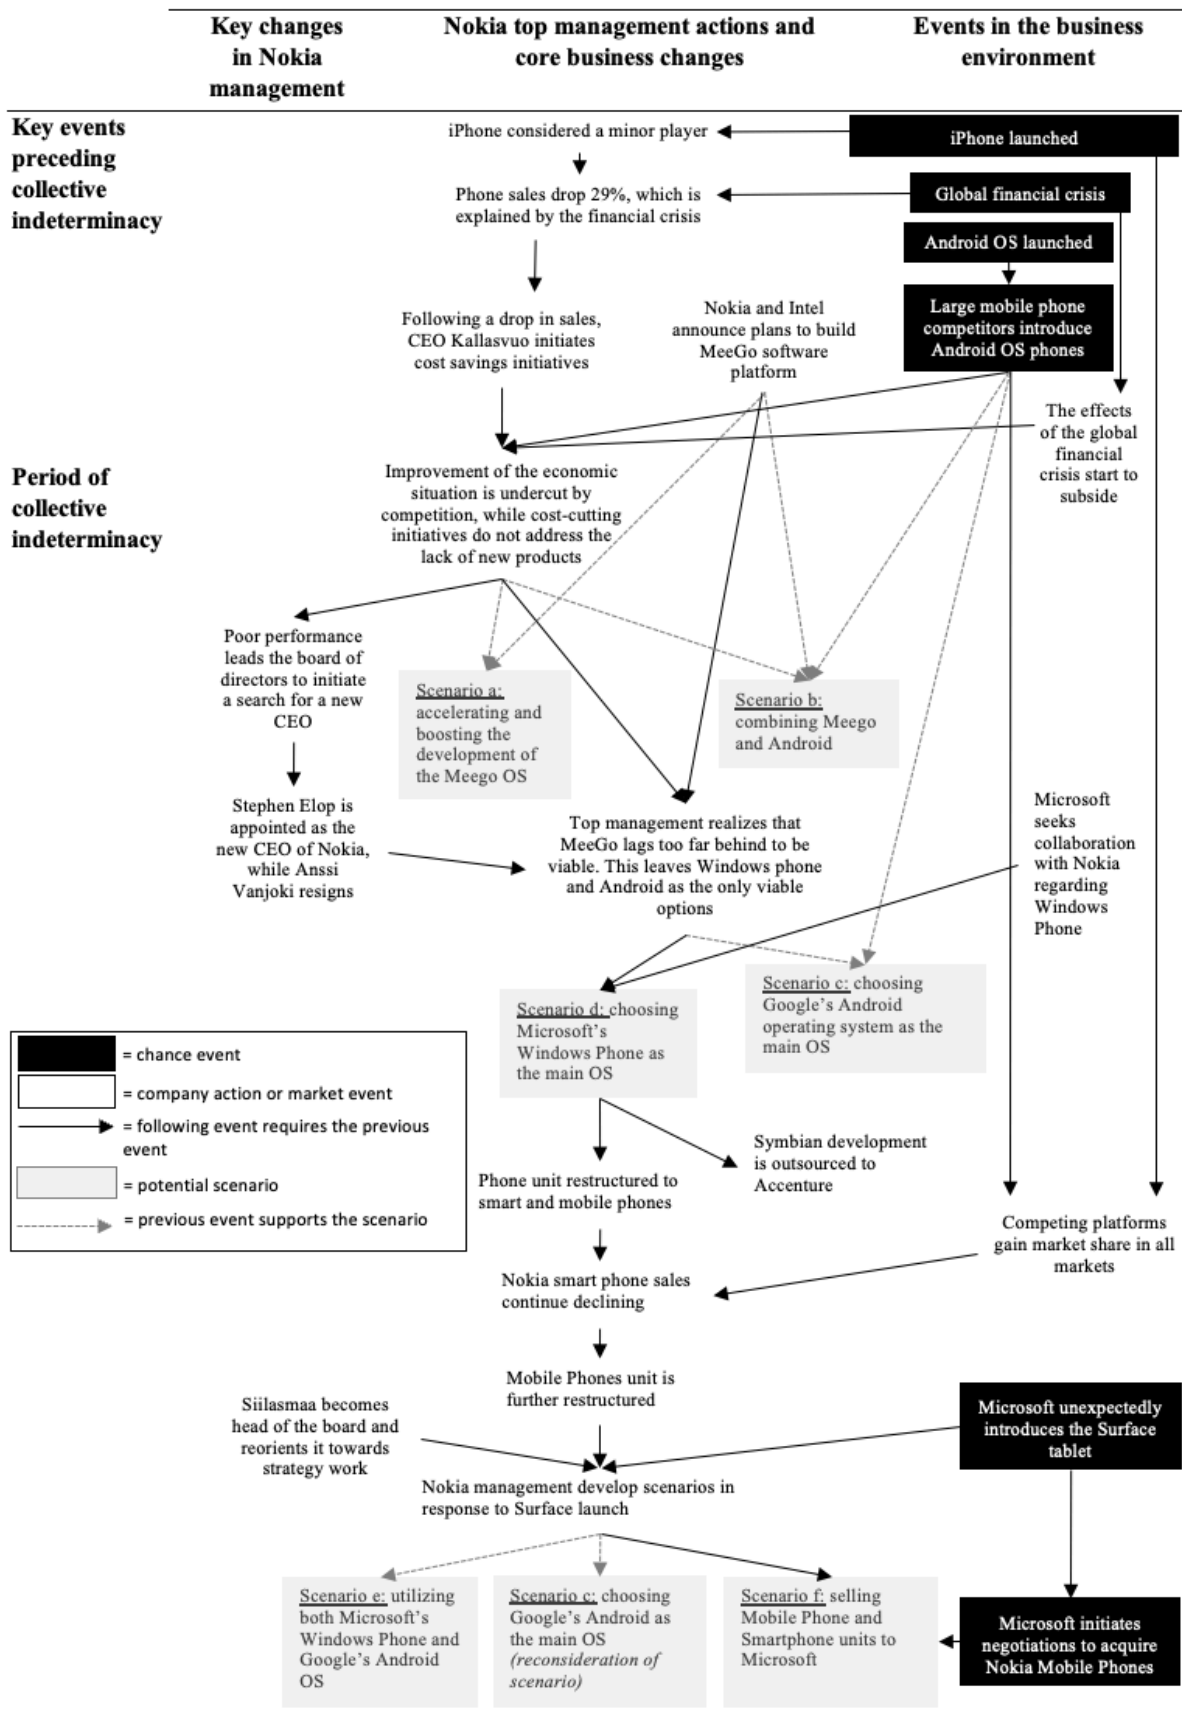 Key changes
in Nokia
management
Nokia top management actions and
core business changes
Events in the business
environment
Key events
preceding
collective
indeterminacy
iPhone considered a minor player
iPhone launched
Phone sales drop 29%, which is
explained by the financial crisis
Global financial crisis
Android OS launched
Large mobile phone
competitors introduce
Android OS phones
Following a drop in sales,
CEO Kallasvuo initiates
cost savings initiatives
Nokia and Intel
announce plans to build
MeeGo software
platform
The effects
of the global
financial
crisis start to
subside
Period of
collective
indeterminacy
Improvement of the economic
situation is undercut by
competition, while cost-cutting
initiatives do not address the
lack of new products
Poor performance
leads the board of
directors to initiate
a search for a new
CEO
Scenario a:
accelerating and
boosting the
development of
the Meego OS
Scenario b:
combining Meego
and Android
Stephen Elop is
appointed as the
new CEO of Nokia,
while Anssi
Vanjoki resigns
Top management realizes that
MeeGo lags too far behind to be
viable. This leaves Windows phone
and Android as the only viable
options
Microsoft
seeks
collaboration
with Nokia
regarding
Windows
Phone
Scenario d: choosing
Microsoft's
Windows Phone as
the main OS
Scenario c: choosing
Google's Android
operating system as the
main OS
= chance event
= company action or market event
= following event requires the previous
event
= potential scenario
= previous event supports the scenario
Phone unit restructured to
smart and mobile phones
Symbian development
is outsourced to
Accenture
Competing platforms
gain market share in all
markets
Nokia smart phone sales
continue declining
Mobile Phones unit is
further restructured
Siilasmaa becomes
head of the board and
reorients it towards
strategy work
Microsoft unexpectedly
introduces the Surface
tablet
Nokia management develop scenarios in
response to Surface launch
Scenario e: utilizing
both Microsoft's
Windows Phone and
Google's Android
OS
Scenario c: choosing
Google's Android as
the main OS
(reconsideration of
scenario)
Scenario f: selling
Mobile Phone and
Smartphone units to
Microsoft
Microsoft initiates
negotiations to acquire
Nokia Mobile Phones